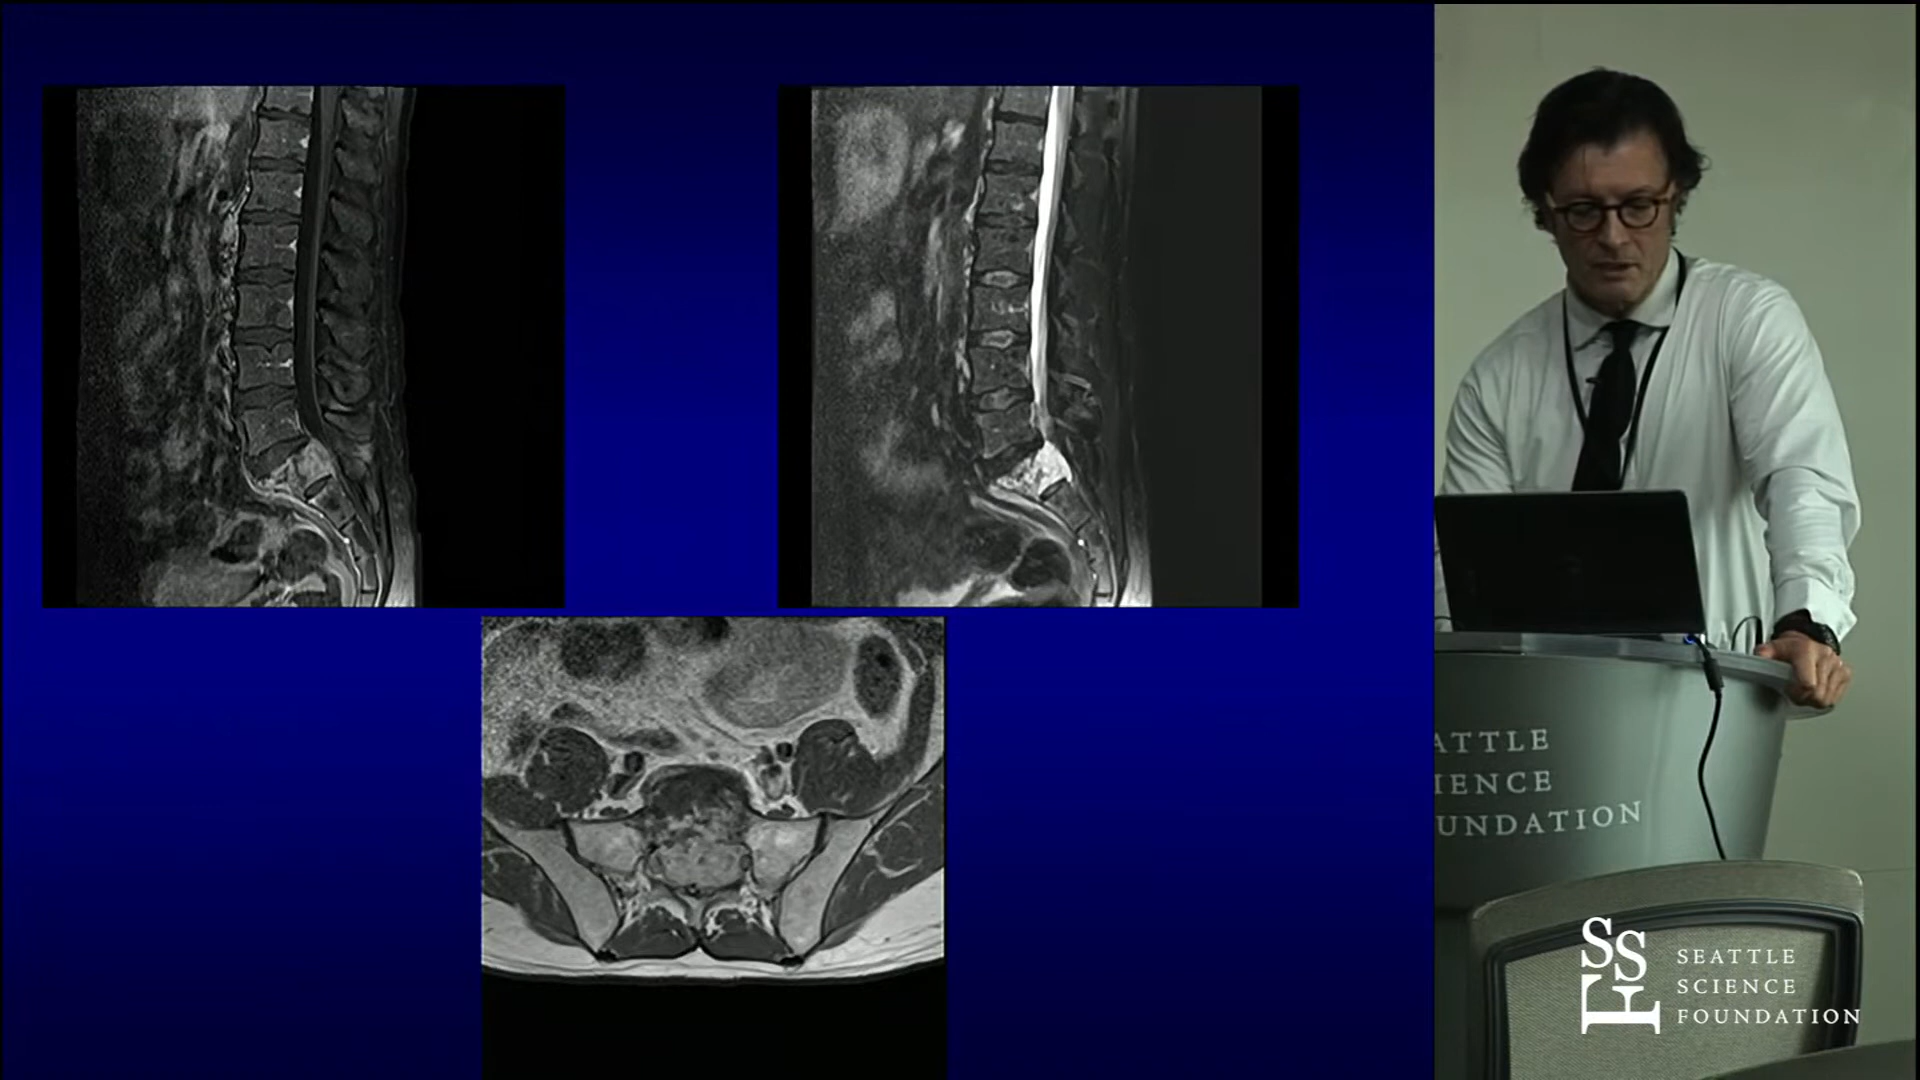 ATTLE
IENCE
UNDATION
SEATTLE
SCIENCE
FOUNDATION
SSF